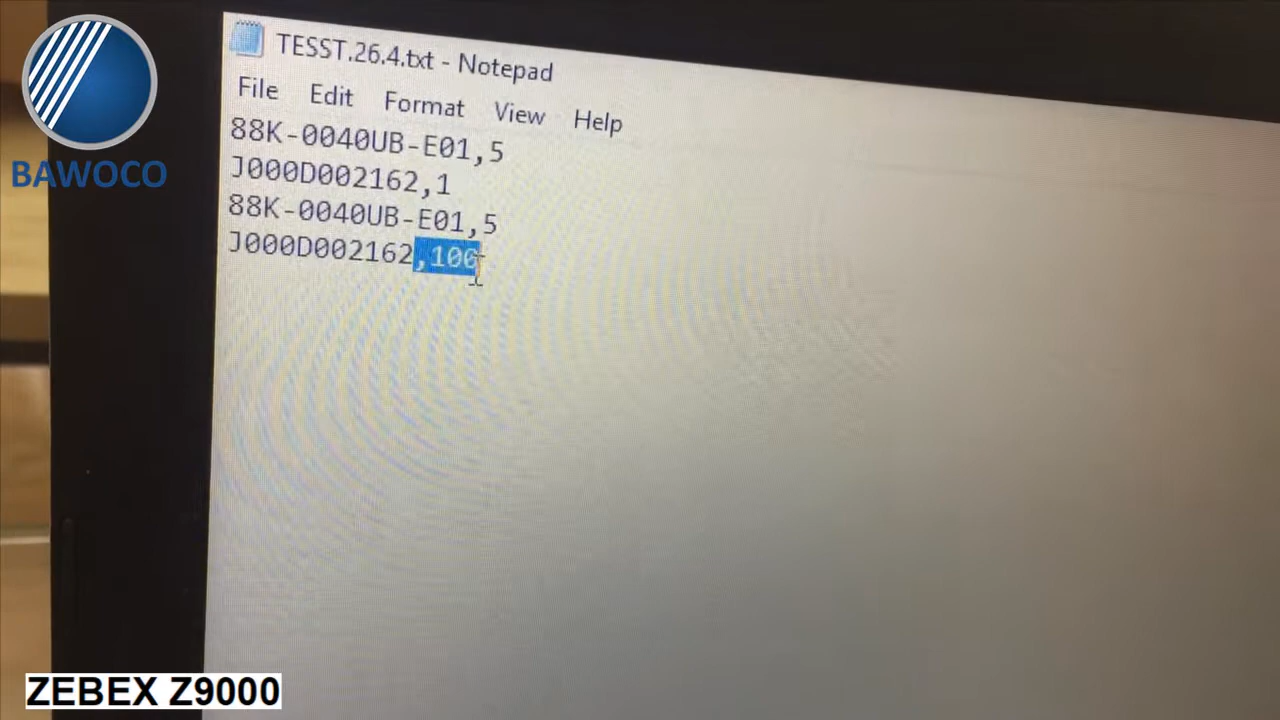 BAWOCO
TESST.26.4.txt - Notepad
File Edit Format View Help
88K-0040UB-E01,5
J000D002162,1
88K-0040UB-E01,5
J000D002162,100
ZEBEX Z9000